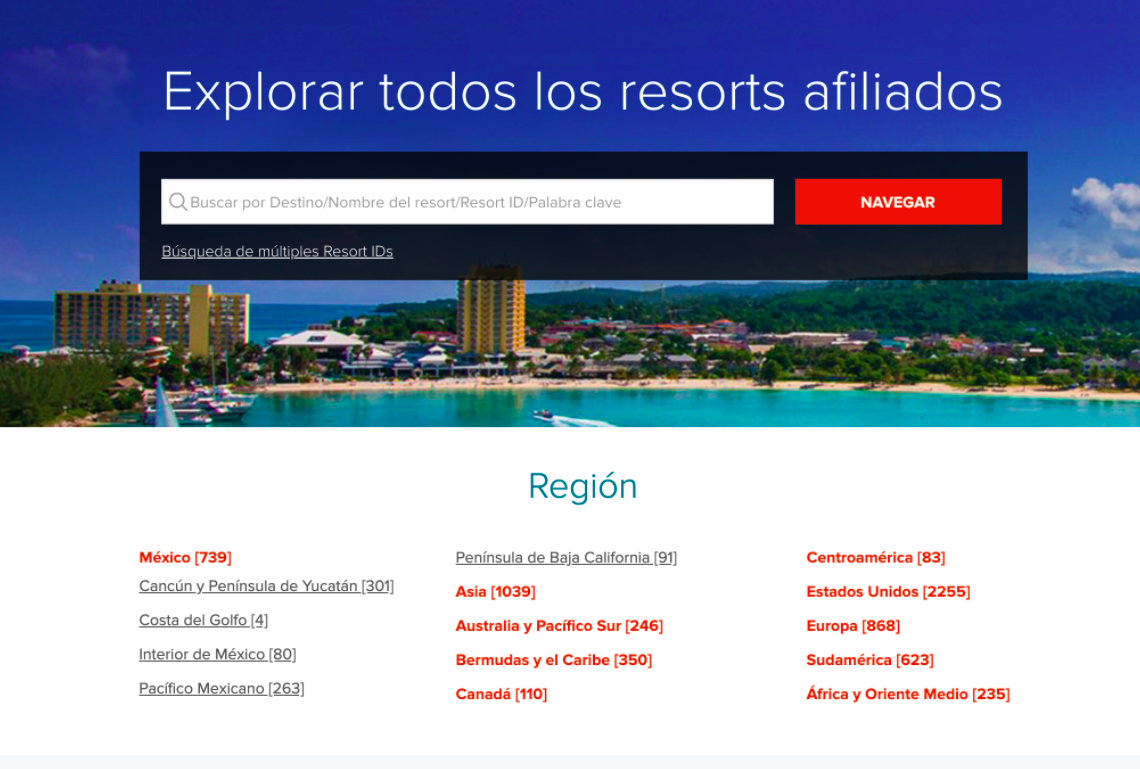 Explorar todos los resorts afiliados
Buscar por Destino/Nombre del resort/Resort ID/Palabra clave
NAVEGAR
Búsqueda de múltiples Resort IDs
Región
México [739]
Cancún y Península de Yucatán [301]
Costa del Golfo [4]
Interior de México [80]
Pacífico Mexicano [263]
Península de Baja California [91]
Asia [1039]
Australia y Pacífico Sur [246]
Bermudas y el Caribe [350]
Canadá [110]
Centroamérica [83]
Estados Unidos [2255]
Europa [868]
Sudamérica [623]
África y Oriente Medio [235]